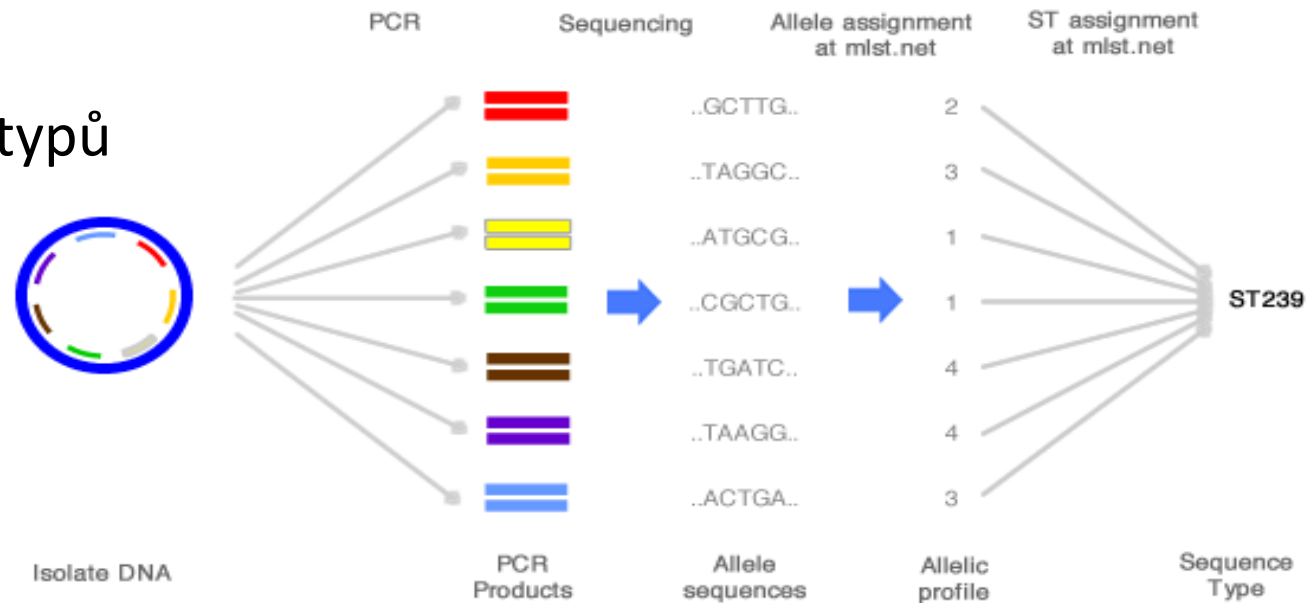 PCR
Sequencing
Allele assignment
at mlst.net
ST assignment
at mlst.net
typů
..GCTTG..
2
..TAGGC..
3
..ATGCG..
1
..CGCTG..
1
ST239
..TGATC..
4
..TAAGG..
4
..ACTGA..
3
Isolate DNA
PCR
Products
Allele
sequences
Allelic
profile
Sequence
Type